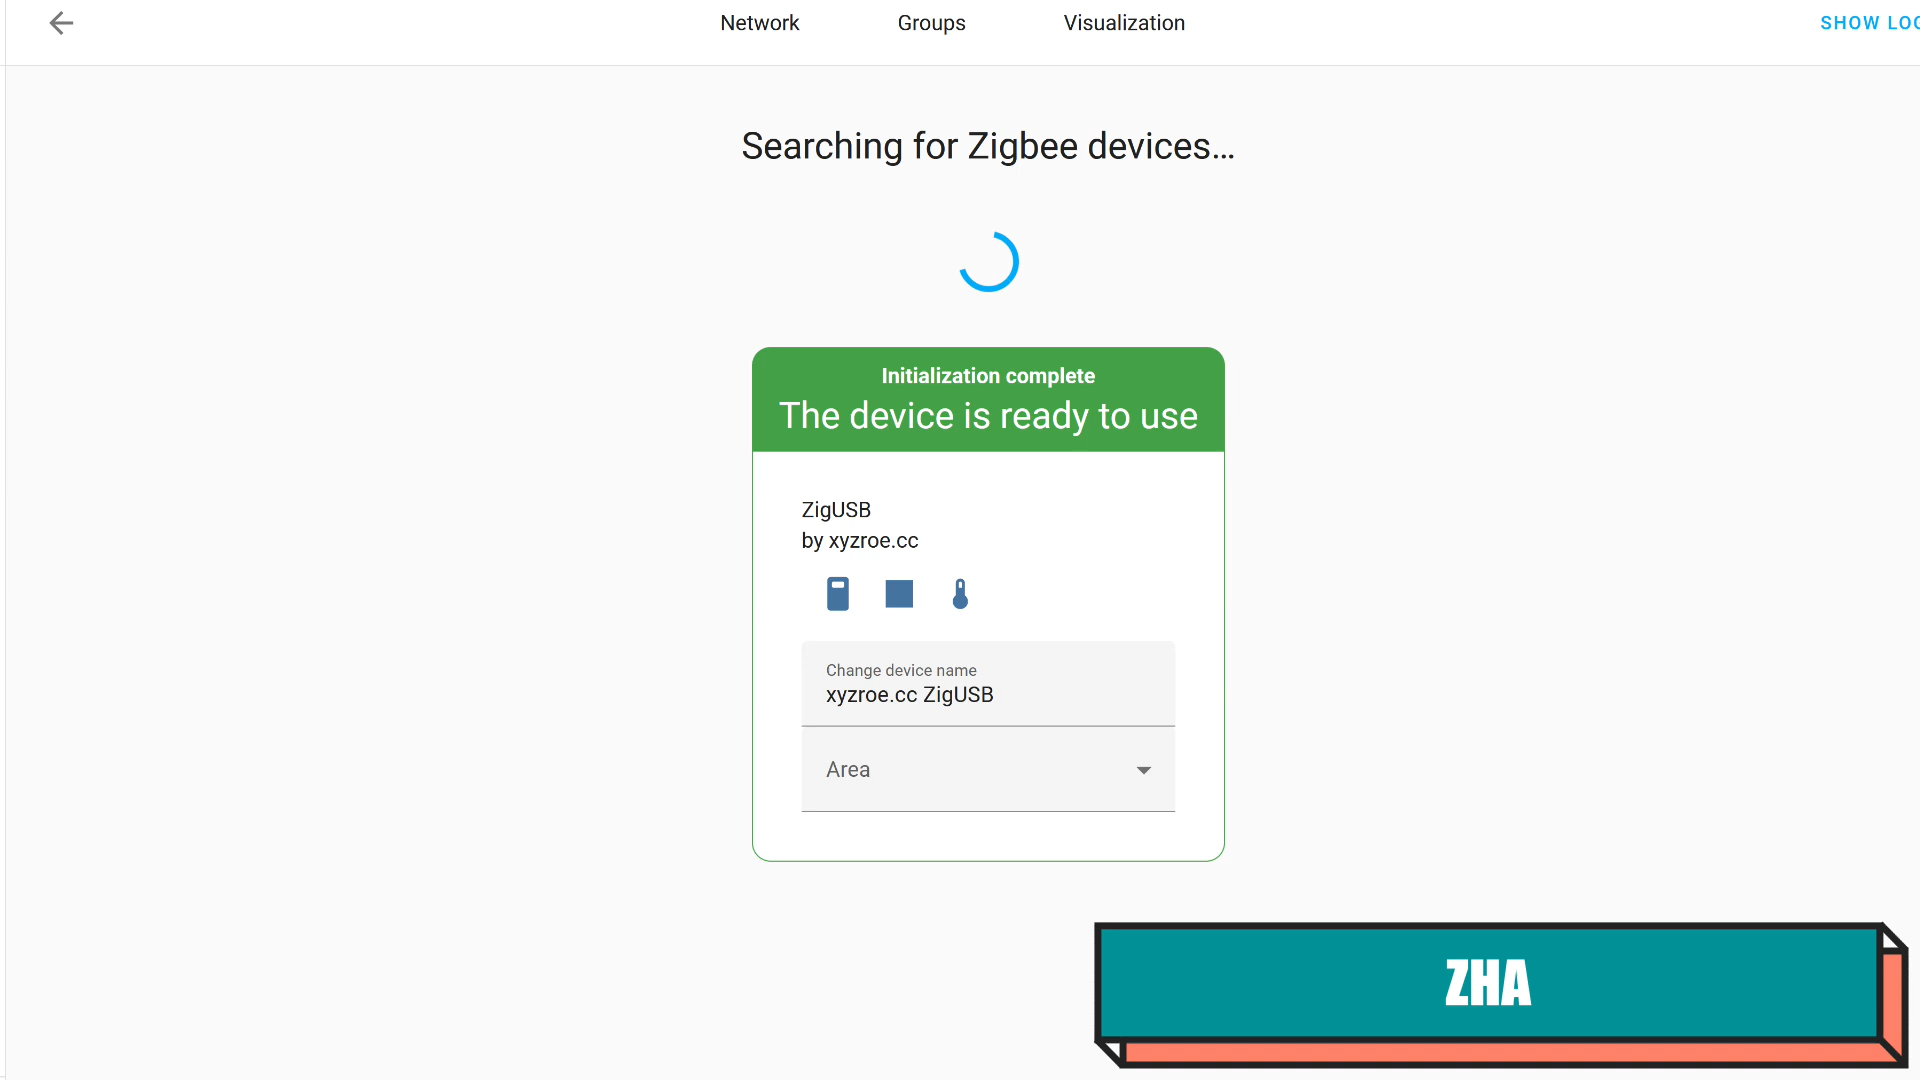 Network
Groups
Visualization
SHOW LOG
Searching for Zigbee devices...
Initialization complete
The device is ready to use
ZigUSB
by xyzroe.cc
Change device name
xyzroe.cc ZigUSB
Area
ZHA